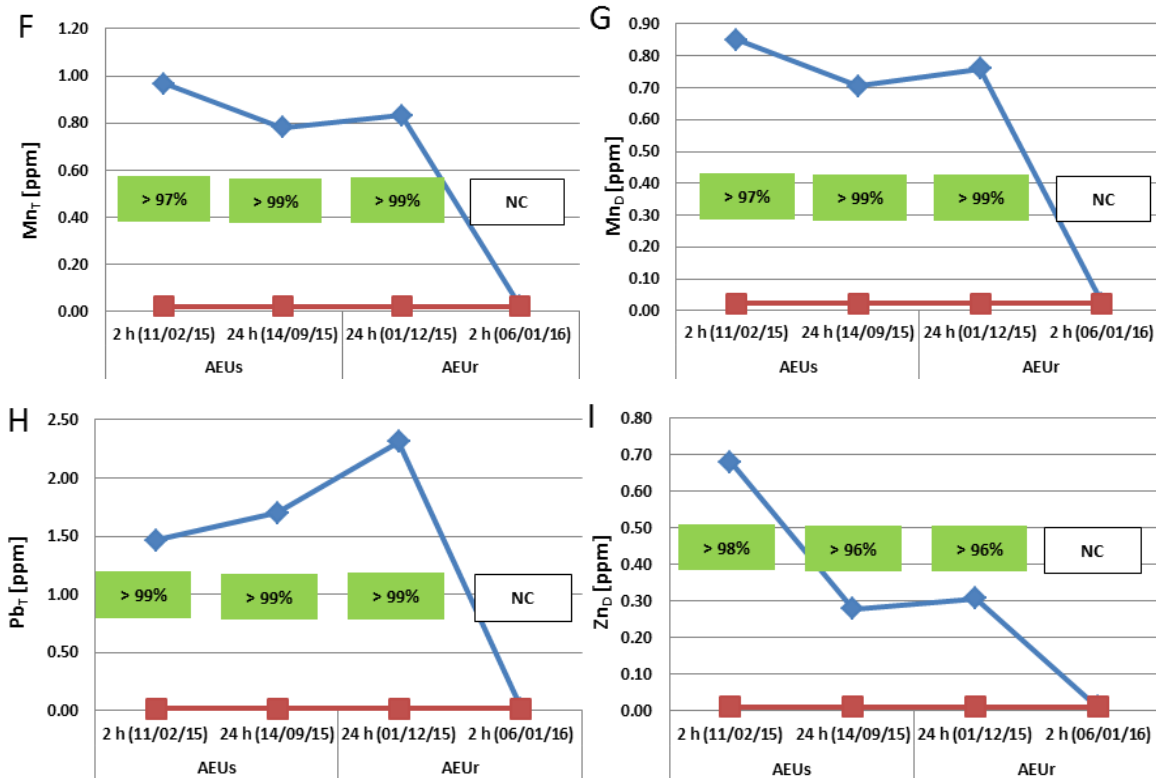 F
1.20
1.00
0.80
0.60
0.40
0.20
0.00
Mn_T [ppm]
> 97%
> 99%
> 99%
NC
2 h (11/02/15) 24 h (14/09/15) 24 h (01/12/15) 2 h (06/01/16)
AEUs AEUr
G
0.90
0.80
0.70
0.60
0.50
0.40
0.30
0.20
0.10
0.00
Mn_D [ppm]
> 97%
> 99%
> 99%
NC
2 h (11/02/15) 24 h (14/09/15) 24 h (01/12/15) 2 h (06/01/16)
AEUs AEUr
H
2.50
2.00
1.50
1.00
0.50
0.00
Pb_T [ppm]
> 99%
> 99%
> 99%
NC
2 h (11/02/15) 24 h (14/09/15) 24 h (01/12/15) 2 h (06/01/16)
AEUs AEUr
I
0.80
0.70
0.60
0.50
0.40
0.30
0.20
0.10
0.00
Zn_D [ppm]
> 98%
> 96%
> 96%
NC
2 h (11/02/15) 24 h (14/09/15) 24 h (01/12/15) 2 h (06/01/16)
AEUs AEUr